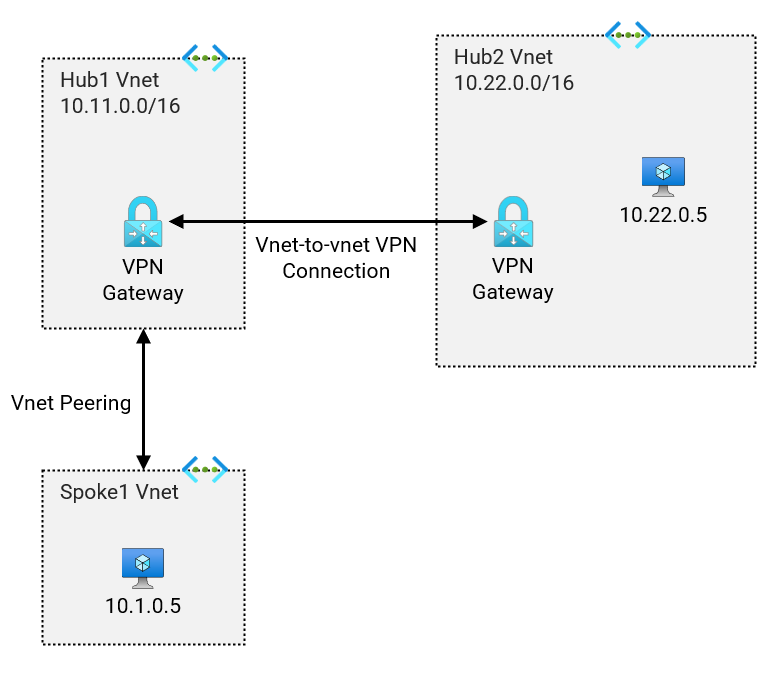 Hub1 Vnet
10.11.0.0/16
VPN
Gateway
Vnet-to-vnet VPN
Connection
Hub2 Vnet
10.22.0.0/16
10.22.0.5
VPN
Gateway
Vnet Peering
Spoke1 Vnet
10.1.0.5